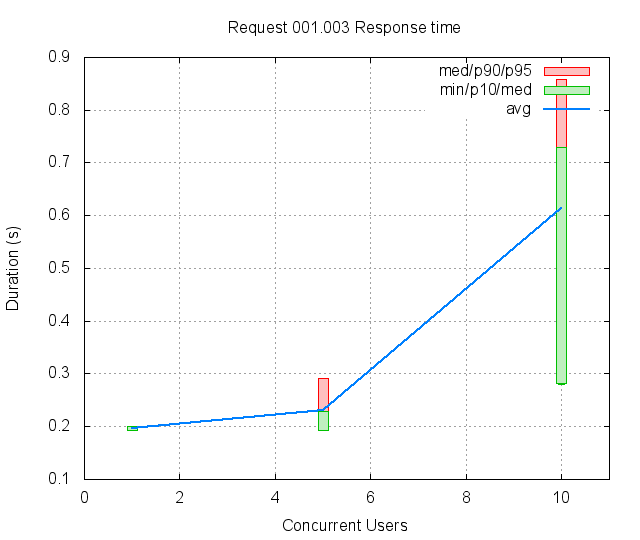 Request 001.003 Response time
med/p90/p95
min/p10/med
avg
Duration (s)
0.9
0.8
0.7
0.6
0.5
0.4
0.3
0.2
0.1
0 2 4 6 8 10
Concurrent Users